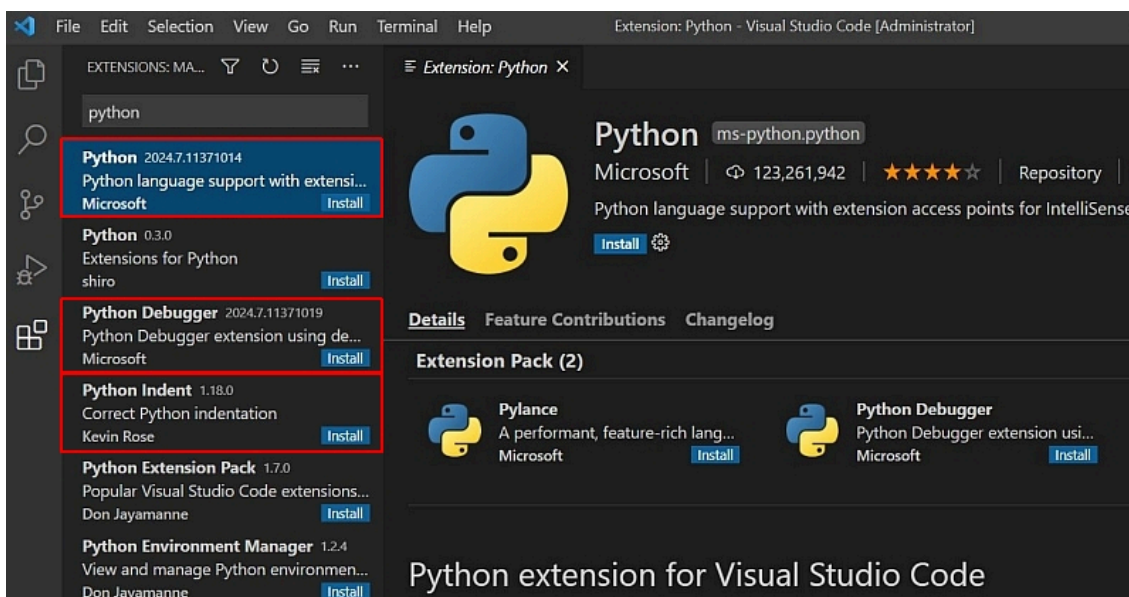 File Edit Selection View Go Run Terminal Help Extension: Python - Visual Studio Code [Administrator]
EXTENSIONS: MA...
python
Python 2024.7.11371014
Python language support with extensi...
Microsoft Install
Python 0.3.0
Extensions for Python
shiro Install
Python Debugger 2024.7.11371019
Python Debugger extension using de...
Microsoft Install
Python Indent 1.18.0
Correct Python indentation
Kevin Rose Install
Python Extension Pack 1.7.0
Popular Visual Studio Code extensions...
Don Jayamanne Install
Python Environment Manager 1.2.4
View and manage Python environmen...
Don Jayamanne Install
Extension: Python
Python ms-python.python
Microsoft 123,261,942 Repository
Python language support with extension access points for IntelliSense
Install
Details Feature Contributions Changelog
Extension Pack (2)
Pylance
A performant, feature-rich lang...
Microsoft Install
Python Debugger
Python Debugger extension usi...
Microsoft Install
Python extension for Visual Studio Code